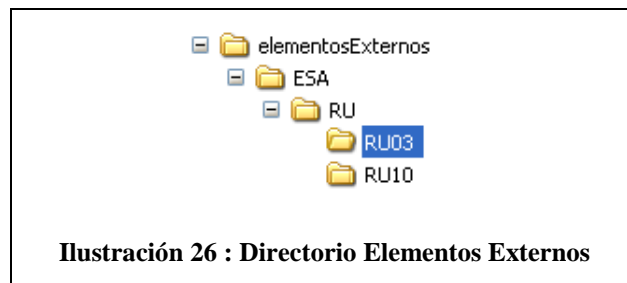 elementosExternos
ESA
RU
RU03
RU10
Ilustración 26 : Directorio Elementos Externos